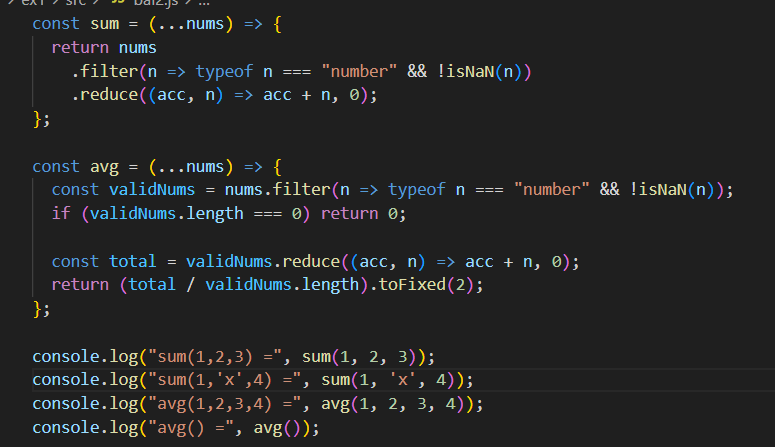 ex1 > src > JS bai2.js > ...
const sum = (...nums) => {
  return nums
    .filter(n => typeof n === "number" && !isNaN(n))
    .reduce((acc, n) => acc + n, 0);
};

const avg = (...nums) => {
  const validNums = nums.filter(n => typeof n === "number" && !isNaN(n));
  if (validNums.length === 0) return 0;

  const total = validNums.reduce((acc, n) => acc + n, 0);
  return (total / validNums.length).toFixed(2);
};

console.log("sum(1,2,3) =", sum(1, 2, 3));
console.log("sum(1,'x',4) =", sum(1, 'x', 4));
console.log("avg(1,2,3,4) =", avg(1, 2, 3, 4));
console.log("avg() =", avg());